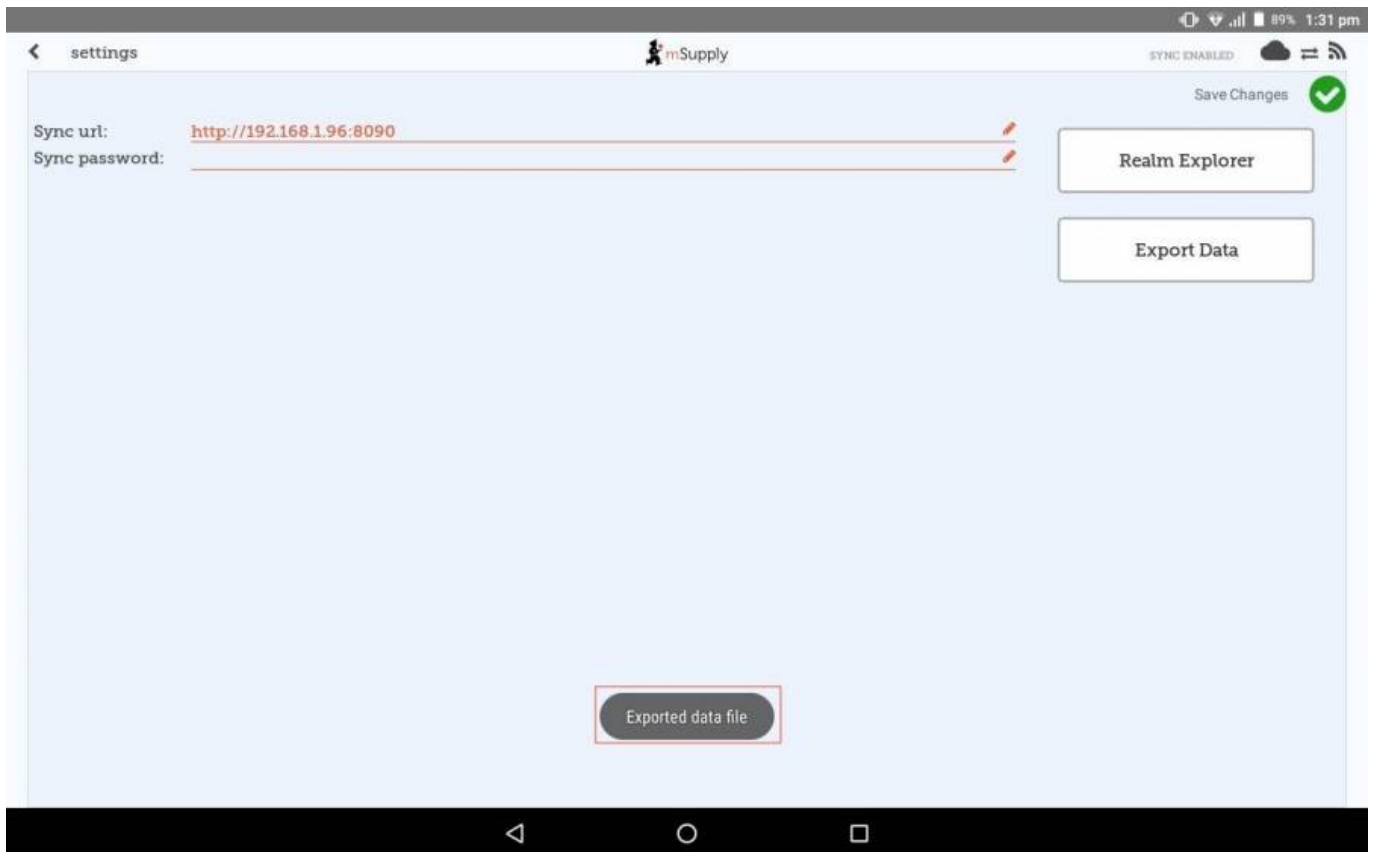 89% 1:31 pm
settings
mSupply
SYNC ENABLED
Save Changes
Sync url: http://192.168.1.96:8090
Sync password:
Realm Explorer
Export Data
Exported data file